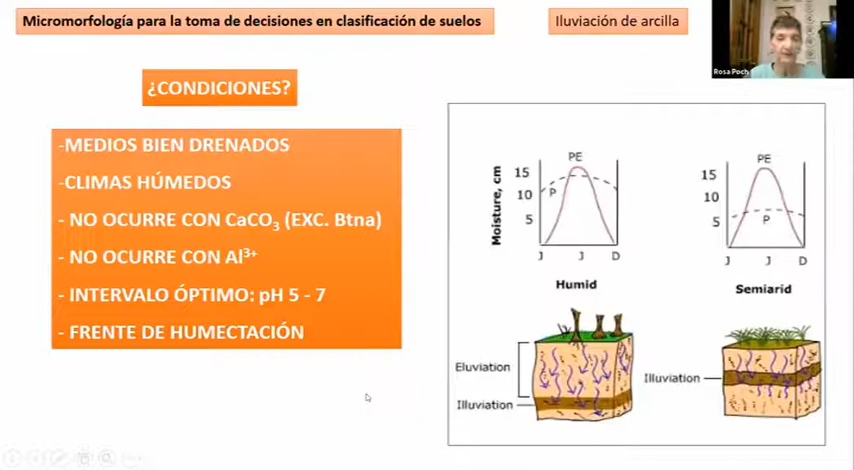 Micromorfología para la toma de decisiones en clasificación de suelos
Iluviación de arcilla
Rosa Poch
¿CONDICIONES?
-MEDIOS BIEN DRENADOS
-CLIMAS HÚMEDOS
- NO OCURRE CON CaCO₃ (EXC. Btna)
- NO OCURRE CON Al³⁺
- INTERVALO ÓPTIMO: pH 5 - 7
- FRENTE DE HUMECTACIÓN
Moisture, cm
15
10
5
PE
P
J J D
Humid
15
10
5
PE
P
J J D
Semiarid
Eluviation
Illuviation
Illuviation